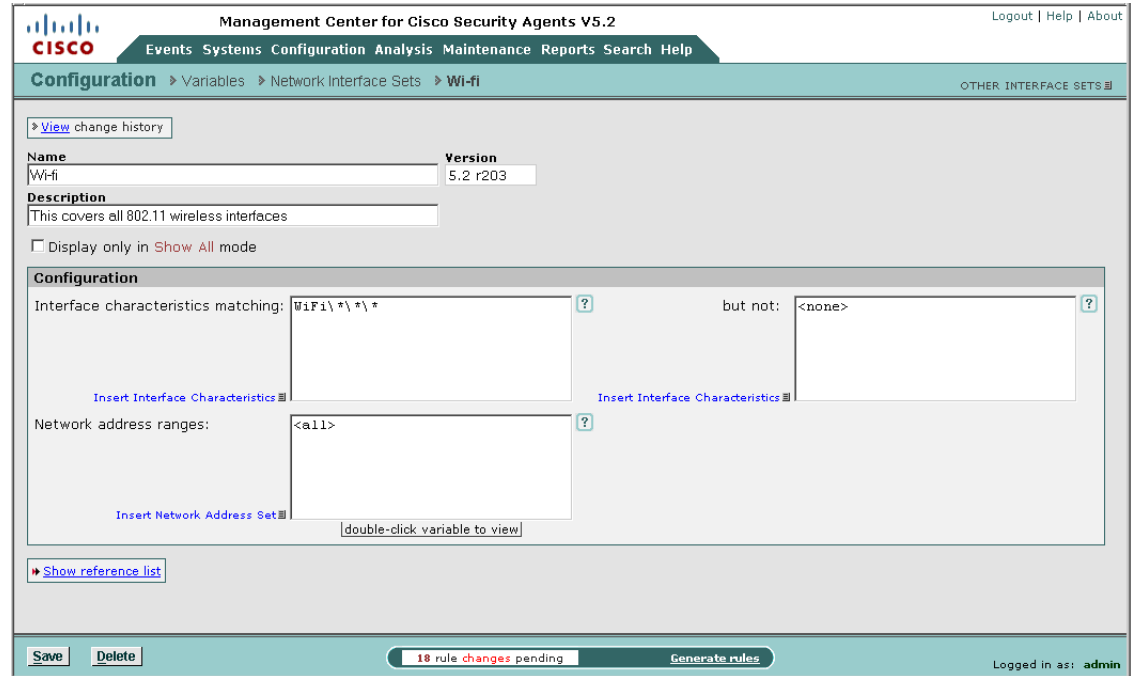 Management Center for Cisco Security Agents V5.2
Logout | Help | About
CISCO
Events Systems Configuration Analysis Maintenance Reports Search Help
Configuration > Variables > Network Interface Sets > Wi-fi
OTHER INTERFACE SETS
View change history
Name Version
Wi-fi 5.2 r203
Description
This covers all 802.11 wireless interfaces
Display only in Show All mode
Configuration
Interface characteristics matching: WiFi\*\*\* ? but not: <none> ?
Insert Interface Characteristics Insert Interface Characteristics
Network address ranges: <all> ?
Insert Network Address Set
double-click variable to view
Show reference list
Save Delete 18 rule changes pending Generate rules
Logged in as: admin